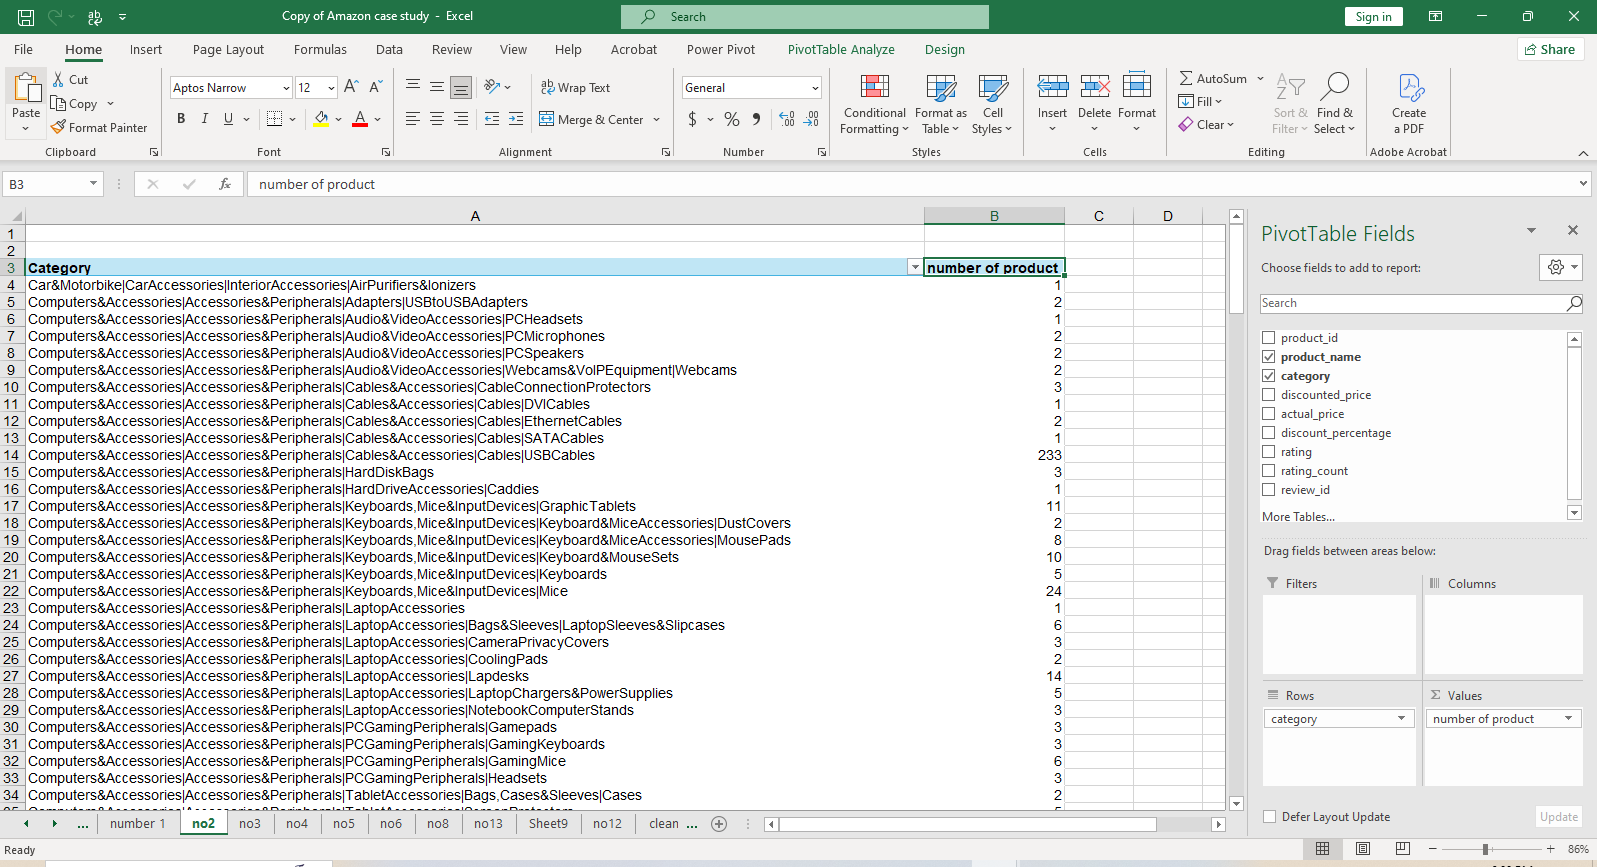 Copy of Amazon case study - Excel
Search
Sign in
File Home Insert Page Layout Formulas Data Review View Help Acrobat Power Pivot PivotTable Analyze Design Share
Paste
Cut
Copy
Format Painter
Clipboard
Aptos Narrow 12
B I U
Font
Wrap Text
Merge & Center
Alignment
General
$ % 9
Number
Conditional Formatting
Format as Table
Cell Styles
Styles
Insert Delete Format
Cells
AutoSum
Fill
Clear
Sort & Filter
Find & Select
Editing
Create a PDF
Adobe Acrobat
B3 fx number of product
A B C D
1
2
3 Category number of product
4 Car&Motorbike|CarAccessories|InteriorAccessories|AirPurifiers&Ionizers 1
5 Computers&Accessories|Accessories&Peripherals|Adapters|USBtoUSBAdapters 2
6 Computers&Accessories|Accessories&Peripherals|Audio&VideoAccessories|PCHeadsets 1
7 Computers&Accessories|Accessories&Peripherals|Audio&VideoAccessories|PCMicrophones 2
8 Computers&Accessories|Accessories&Peripherals|Audio&VideoAccessories|PCSpeakers 2
9 Computers&Accessories|Accessories&Peripherals|Audio&VideoAccessories|Webcams&VoIPEquipment|Webcams 2
10 Computers&Accessories|Accessories&Peripherals|Cables&Accessories|CableConnectionProtectors 3
11 Computers&Accessories|Accessories&Peripherals|Cables&Accessories|Cables|DVICables 1
12 Computers&Accessories|Accessories&Peripherals|Cables&Accessories|Cables|EthernetCables 2
13 Computers&Accessories|Accessories&Peripherals|Cables&Accessories|Cables|SATACables 1
14 Computers&Accessories|Accessories&Peripherals|Cables&Accessories|Cables|USBCables 233
15 Computers&Accessories|Accessories&Peripherals|HardDiskBags 3
16 Computers&Accessories|Accessories&Peripherals|HardDriveAccessories|Caddies 1
17 Computers&Accessories|Accessories&Peripherals|Keyboards,Mice&InputDevices|GraphicTablets 11
18 Computers&Accessories|Accessories&Peripherals|Keyboards,Mice&InputDevices|Keyboard&MiceAccessories|DustCovers 2
19 Computers&Accessories|Accessories&Peripherals|Keyboards,Mice&InputDevices|Keyboard&MiceAccessories|MousePads 8
20 Computers&Accessories|Accessories&Peripherals|Keyboards,Mice&InputDevices|Keyboard&MouseSets 10
21 Computers&Accessories|Accessories&Peripherals|Keyboards,Mice&InputDevices|Keyboards 5
22 Computers&Accessories|Accessories&Peripherals|Keyboards,Mice&InputDevices|Mice 24
23 Computers&Accessories|Accessories&Peripherals|LaptopAccessories 1
24 Computers&Accessories|Accessories&Peripherals|LaptopAccessories|Bags&Sleeves|LaptopSleeves&Slipcases 6
25 Computers&Accessories|Accessories&Peripherals|LaptopAccessories|CameraPrivacyCovers 3
26 Computers&Accessories|Accessories&Peripherals|LaptopAccessories|CoolingPads 2
27 Computers&Accessories|Accessories&Peripherals|LaptopAccessories|Lapdesks 14
28 Computers&Accessories|Accessories&Peripherals|LaptopAccessories|LaptopChargers&PowerSupplies 5
29 Computers&Accessories|Accessories&Peripherals|LaptopAccessories|NotebookComputerStands 3
30 Computers&Accessories|Accessories&Peripherals|PCGamingPeripherals|Gamepads 3
31 Computers&Accessories|Accessories&Peripherals|PCGamingPeripherals|GamingKeyboards 3
32 Computers&Accessories|Accessories&Peripherals|PCGamingPeripherals|GamingMice 6
33 Computers&Accessories|Accessories&Peripherals|PCGamingPeripherals|Headsets 3
34 Computers&Accessories|Accessories&Peripherals|TabletAccessories|Bags,Cases&Sleeves|Cases 2
PivotTable Fields
Choose fields to add to report:
Search
product_id
product_name
category
discounted_price
actual_price
discount_percentage
rating
rating_count
review_id
More Tables...
Drag fields between areas below:
Filters
Columns
Rows
Σ Values
category
number of product
Defer Layout Update
Update
... number 1 no2 no3 no4 no5 no6 no8 no13 Sheet9 no12 clean ...
Ready
86%